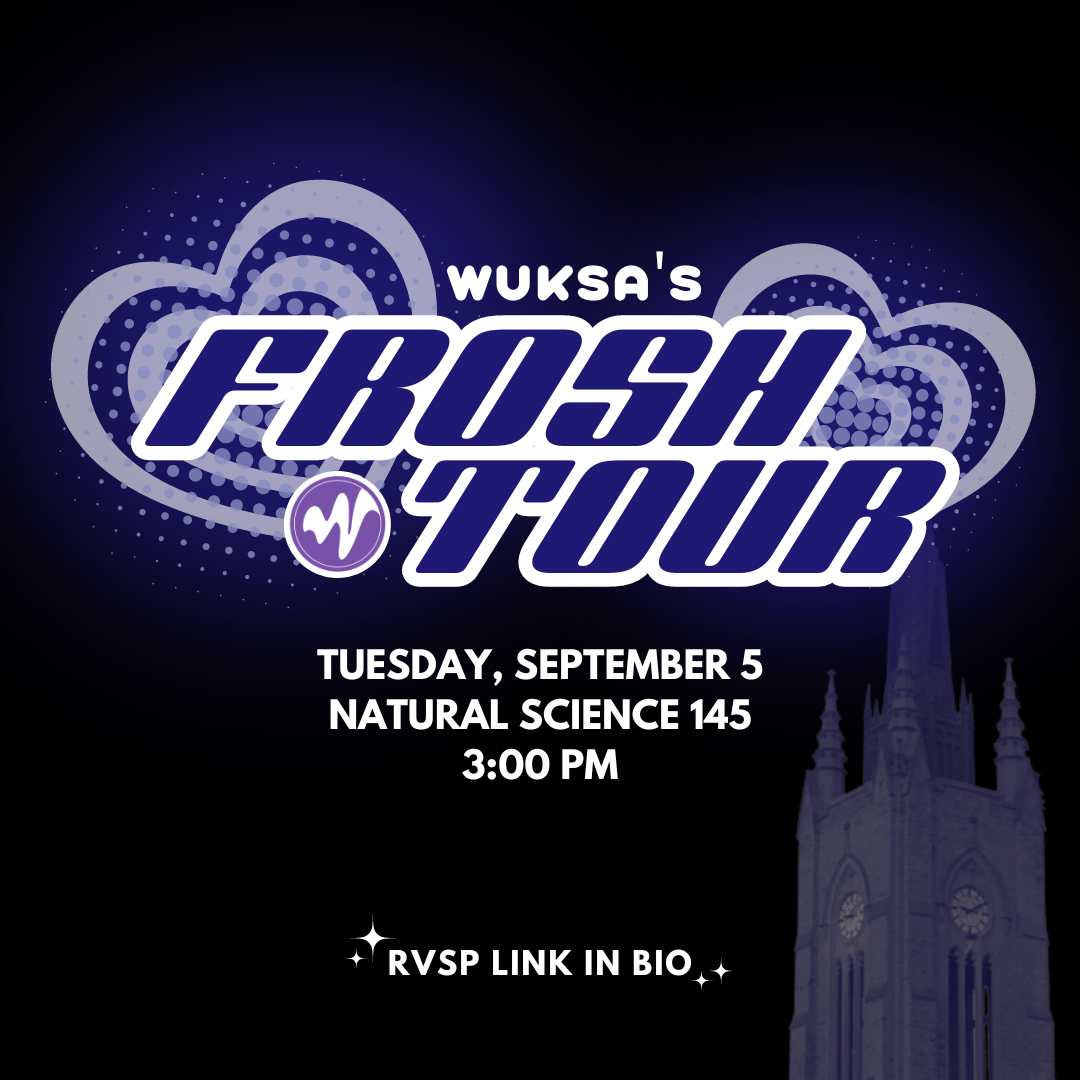 WUKSA'S
FROSH
W TOUR
TUESDAY, SEPTEMBER 5
NATURAL SCIENCE 145
3:00 PM
RVSP LINK IN BIO